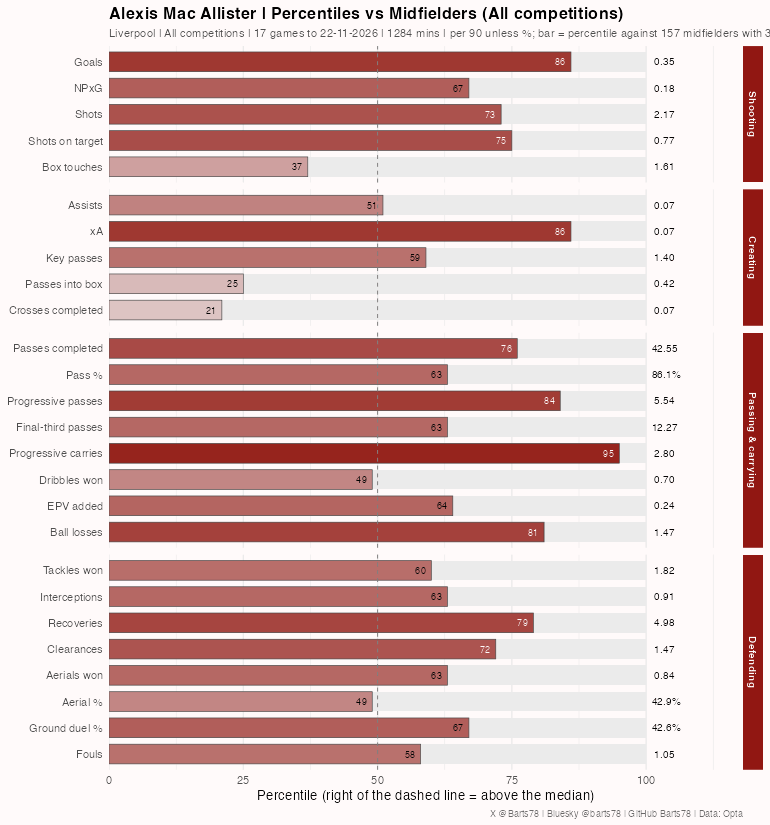 Alexis Mac Allister | Percentiles vs Midfielders (All competitions)
Liverpool | All competitions | 17 games to 22-11-2026 | 1284 mins | per 90 unless %; bar = percentile against 157 midfielders with 3
Shooting
Goals 86 0.35
NPxG 67 0.18
Shots 73 2.17
Shots on target 75 0.77
Box touches 37 1.61
Creating
Assists 51 0.07
xA 86 0.07
Key passes 59 1.40
Passes into box 25 0.42
Crosses completed 21 0.07
Passing & carrying
Passes completed 76 42.55
Pass % 63 86.1%
Progressive passes 84 5.54
Final-third passes 63 12.27
Progressive carries 95 2.80
Dribbles won 49 0.70
EPV added 64 0.24
Ball losses 81 1.47
Defending
Tackles won 60 1.82
Interceptions 63 0.91
Recoveries 79 4.98
Clearances 72 1.47
Aerials won 63 0.84
Aerial % 49 42.9%
Ground duel % 67 42.6%
Fouls 58 1.05
0 25 50 75 100
Percentile (right of the dashed line = above the median)
X @Barts78 | Bluesky @barts78 | GitHub Barts78 | Data: Opta